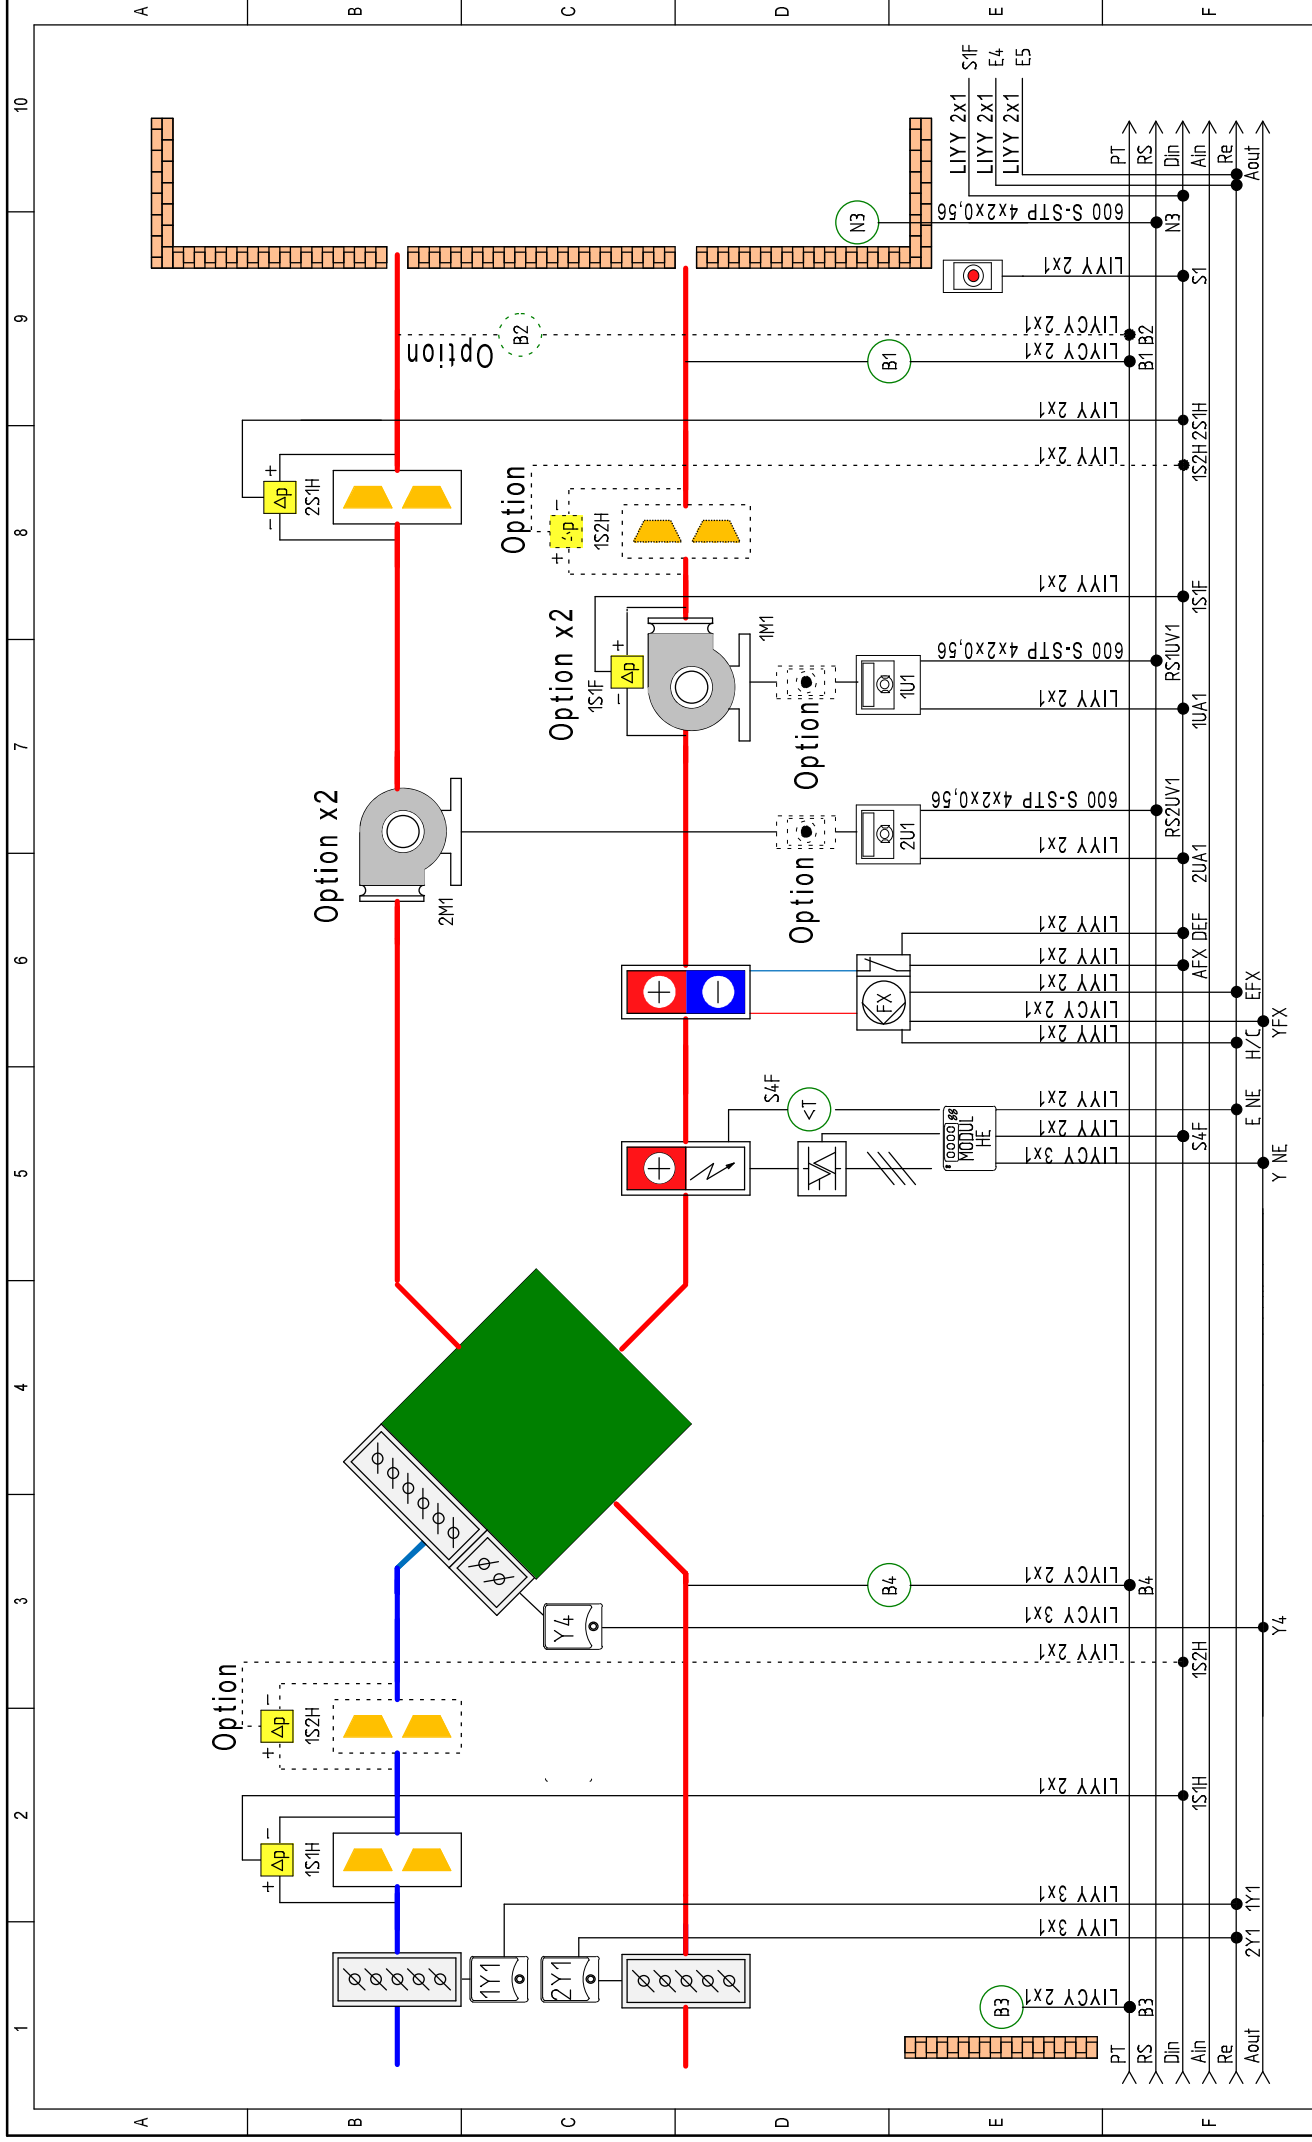 A B C D E F
10
9
8
7
6
5
4
3
2
1
S1F
E4
E5
LIYY 2x1
LIYY 2x1
LIYY 2x1
PT
RS
Din
Ain
Re
Aout
N3
600 S-STP 4x2x0,56
N3
LIYY 2x1
S1
Option
B2
LIYCY 2x1
B2
B1
LIYCY 2x1
B1
LIYY 2x1
2S1H
- Δp +
2S1H
Option
LIYY 2x1
1S2H
+ Δp -
1S2H
LIYY 2x1
1S1F
Option x2
1S1F
- Δp +
1M1
600 S-STP 4x2x0,56
RS1UV1
1U1
Option
LIYY 2x1
1UA1
Option x2
2M1
600 S-STP 4x2x0,56
RS2UV1
2U1
Option
LIYY 2x1
2UA1
LIYY 2x1
DEF
LIYY 2x1
AFX
LIYY 2x1
EFX
FX
LIYCY 2x1
YFX
LIYY 2x1
H/C
S4F
<T
LIYY 2x1
E NE
0000 88
MODUL
HE
LIYY 2x1
S4F
LIYCY 3x1
Y NE
B4
LIYCY 2x1
B4
Y4
LIYCY 3x1
Y4
Option
LIYY 2x1
1S2H
+ Δp -
1S2H
LIYY 2x1
1S1H
+ Δp -
1S1H
LIYY 3x1
1Y1
1Y1
LIYY 3x1
2Y1
2Y1
B3
LIYCY 2x1
B3
PT
RS
Din
Ain
Re
Aout
A B C D E F